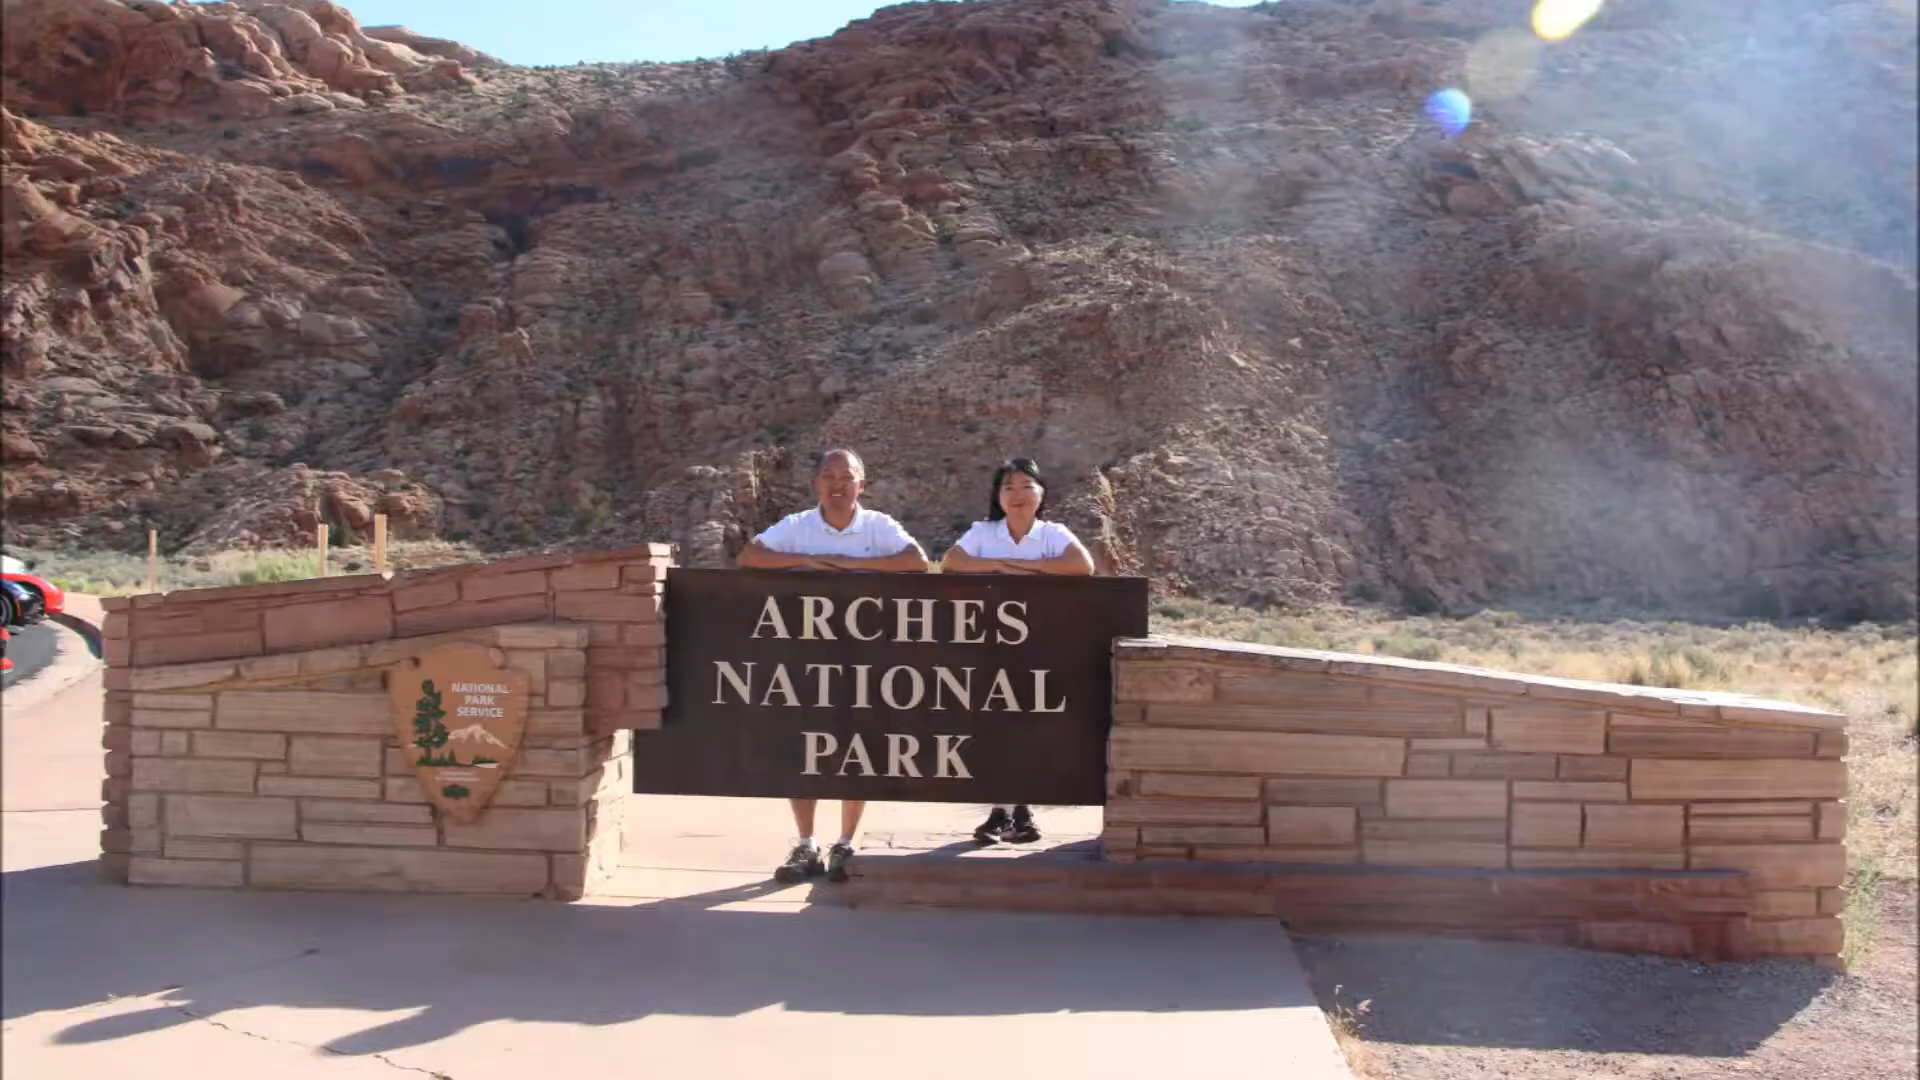 NATIONAL
PARK
SERVICE
ARCHES
NATIONAL
PARK